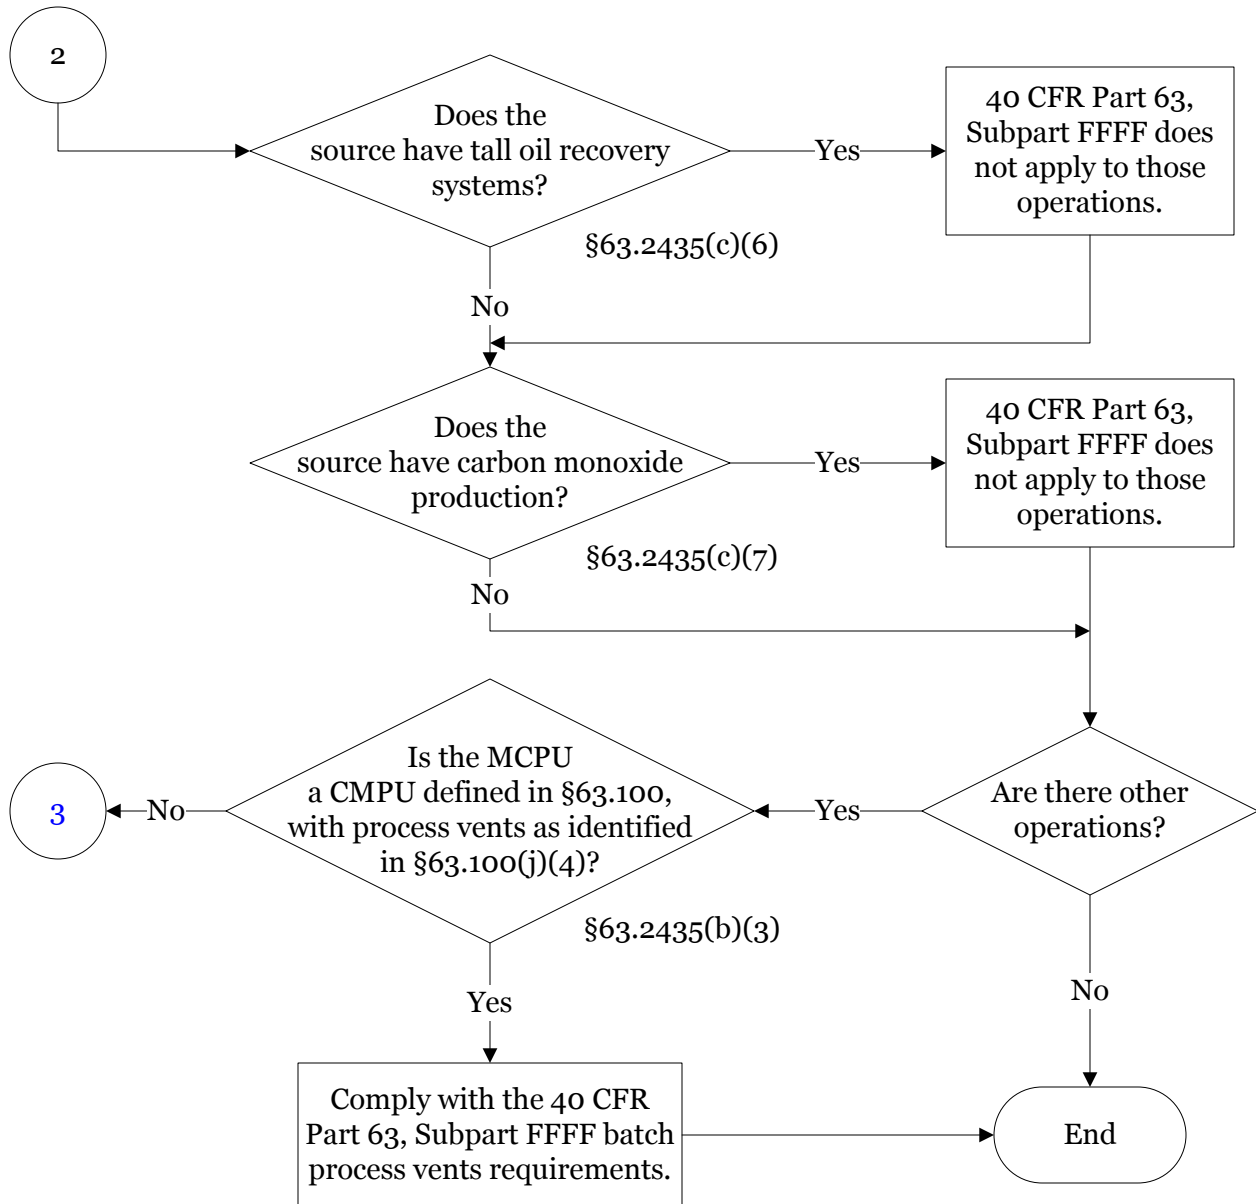 2
Does the
source have tall oil recovery
systems?
Yes
40 CFR Part 63,
Subpart FFFF does
not apply to those
operations.
§63.2435(c)(6)
No
Does the
source have carbon monoxide
production?
Yes
40 CFR Part 63,
Subpart FFFF does
not apply to those
operations.
§63.2435(c)(7)
No
Are there other
operations?
Yes
Is the MCPU
a CMPU defined in §63.100,
with process vents as identified
in §63.100(j)(4)?
No
3
§63.2435(b)(3)
Yes
No
Comply with the 40 CFR
Part 63, Subpart FFFF batch
process vents requirements.
End